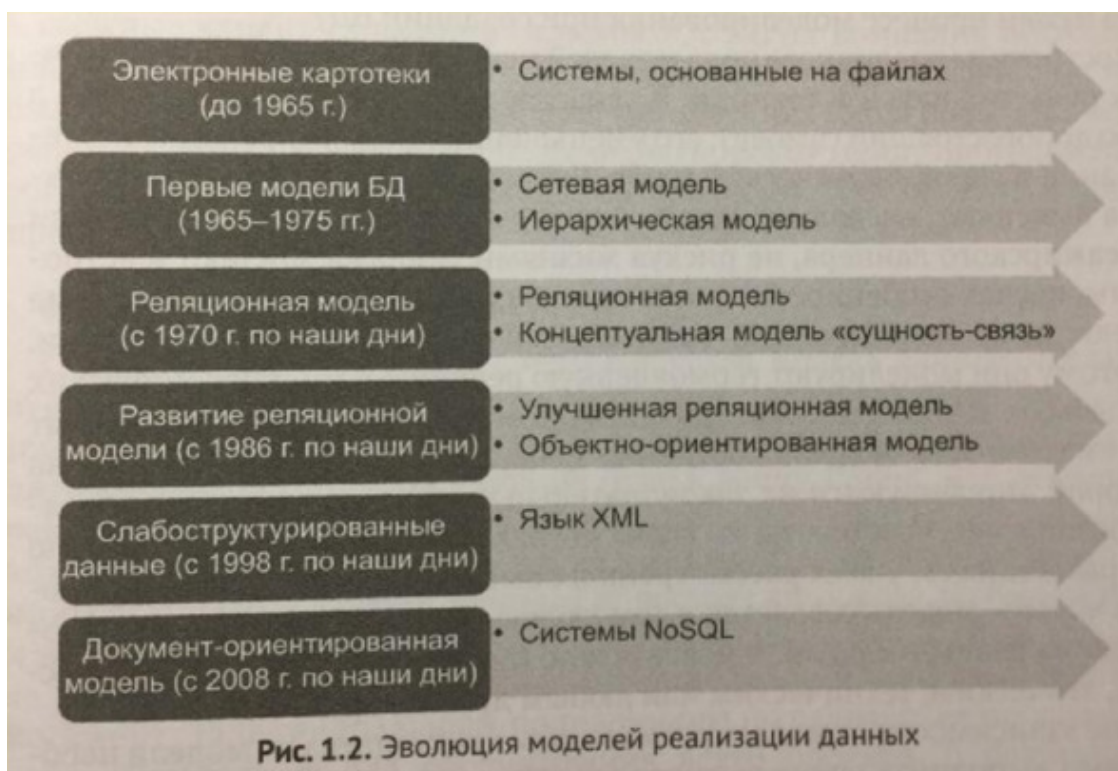 Электронные картотеки
(до 1965 г.)
• Системы, основанные на файлах
Первые модели БД
(1965–1975 гг.)
• Сетевая модель
• Иерархическая модель
Реляционная модель
(с 1970 г. по наши дни)
• Реляционная модель
• Концептуальная модель «сущность-связь»
Развитие реляционной
модели (с 1986 г. по наши дни)
• Улучшенная реляционная модель
• Объектно-ориентированная модель
Слабоструктурированные
данные (с 1998 г. по наши дни)
• Язык XML
Документ-ориентированная
модель (с 2008 г. по наши дни)
• Системы NoSQL
Рис. 1.2. Эволюция моделей реализации данных